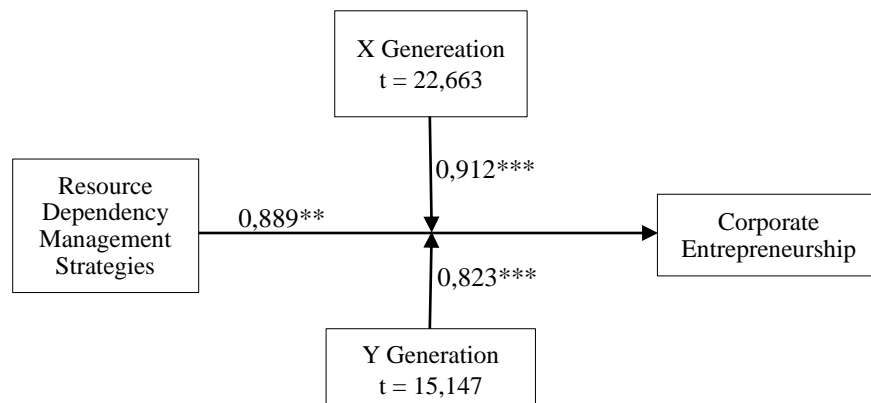 X Genereation
t = 22,663
0,912***
Resource
Dependency
Management
Strategies
0,889**
Corporate
Entrepreneurship
0,823***
Y Generation
t = 15,147